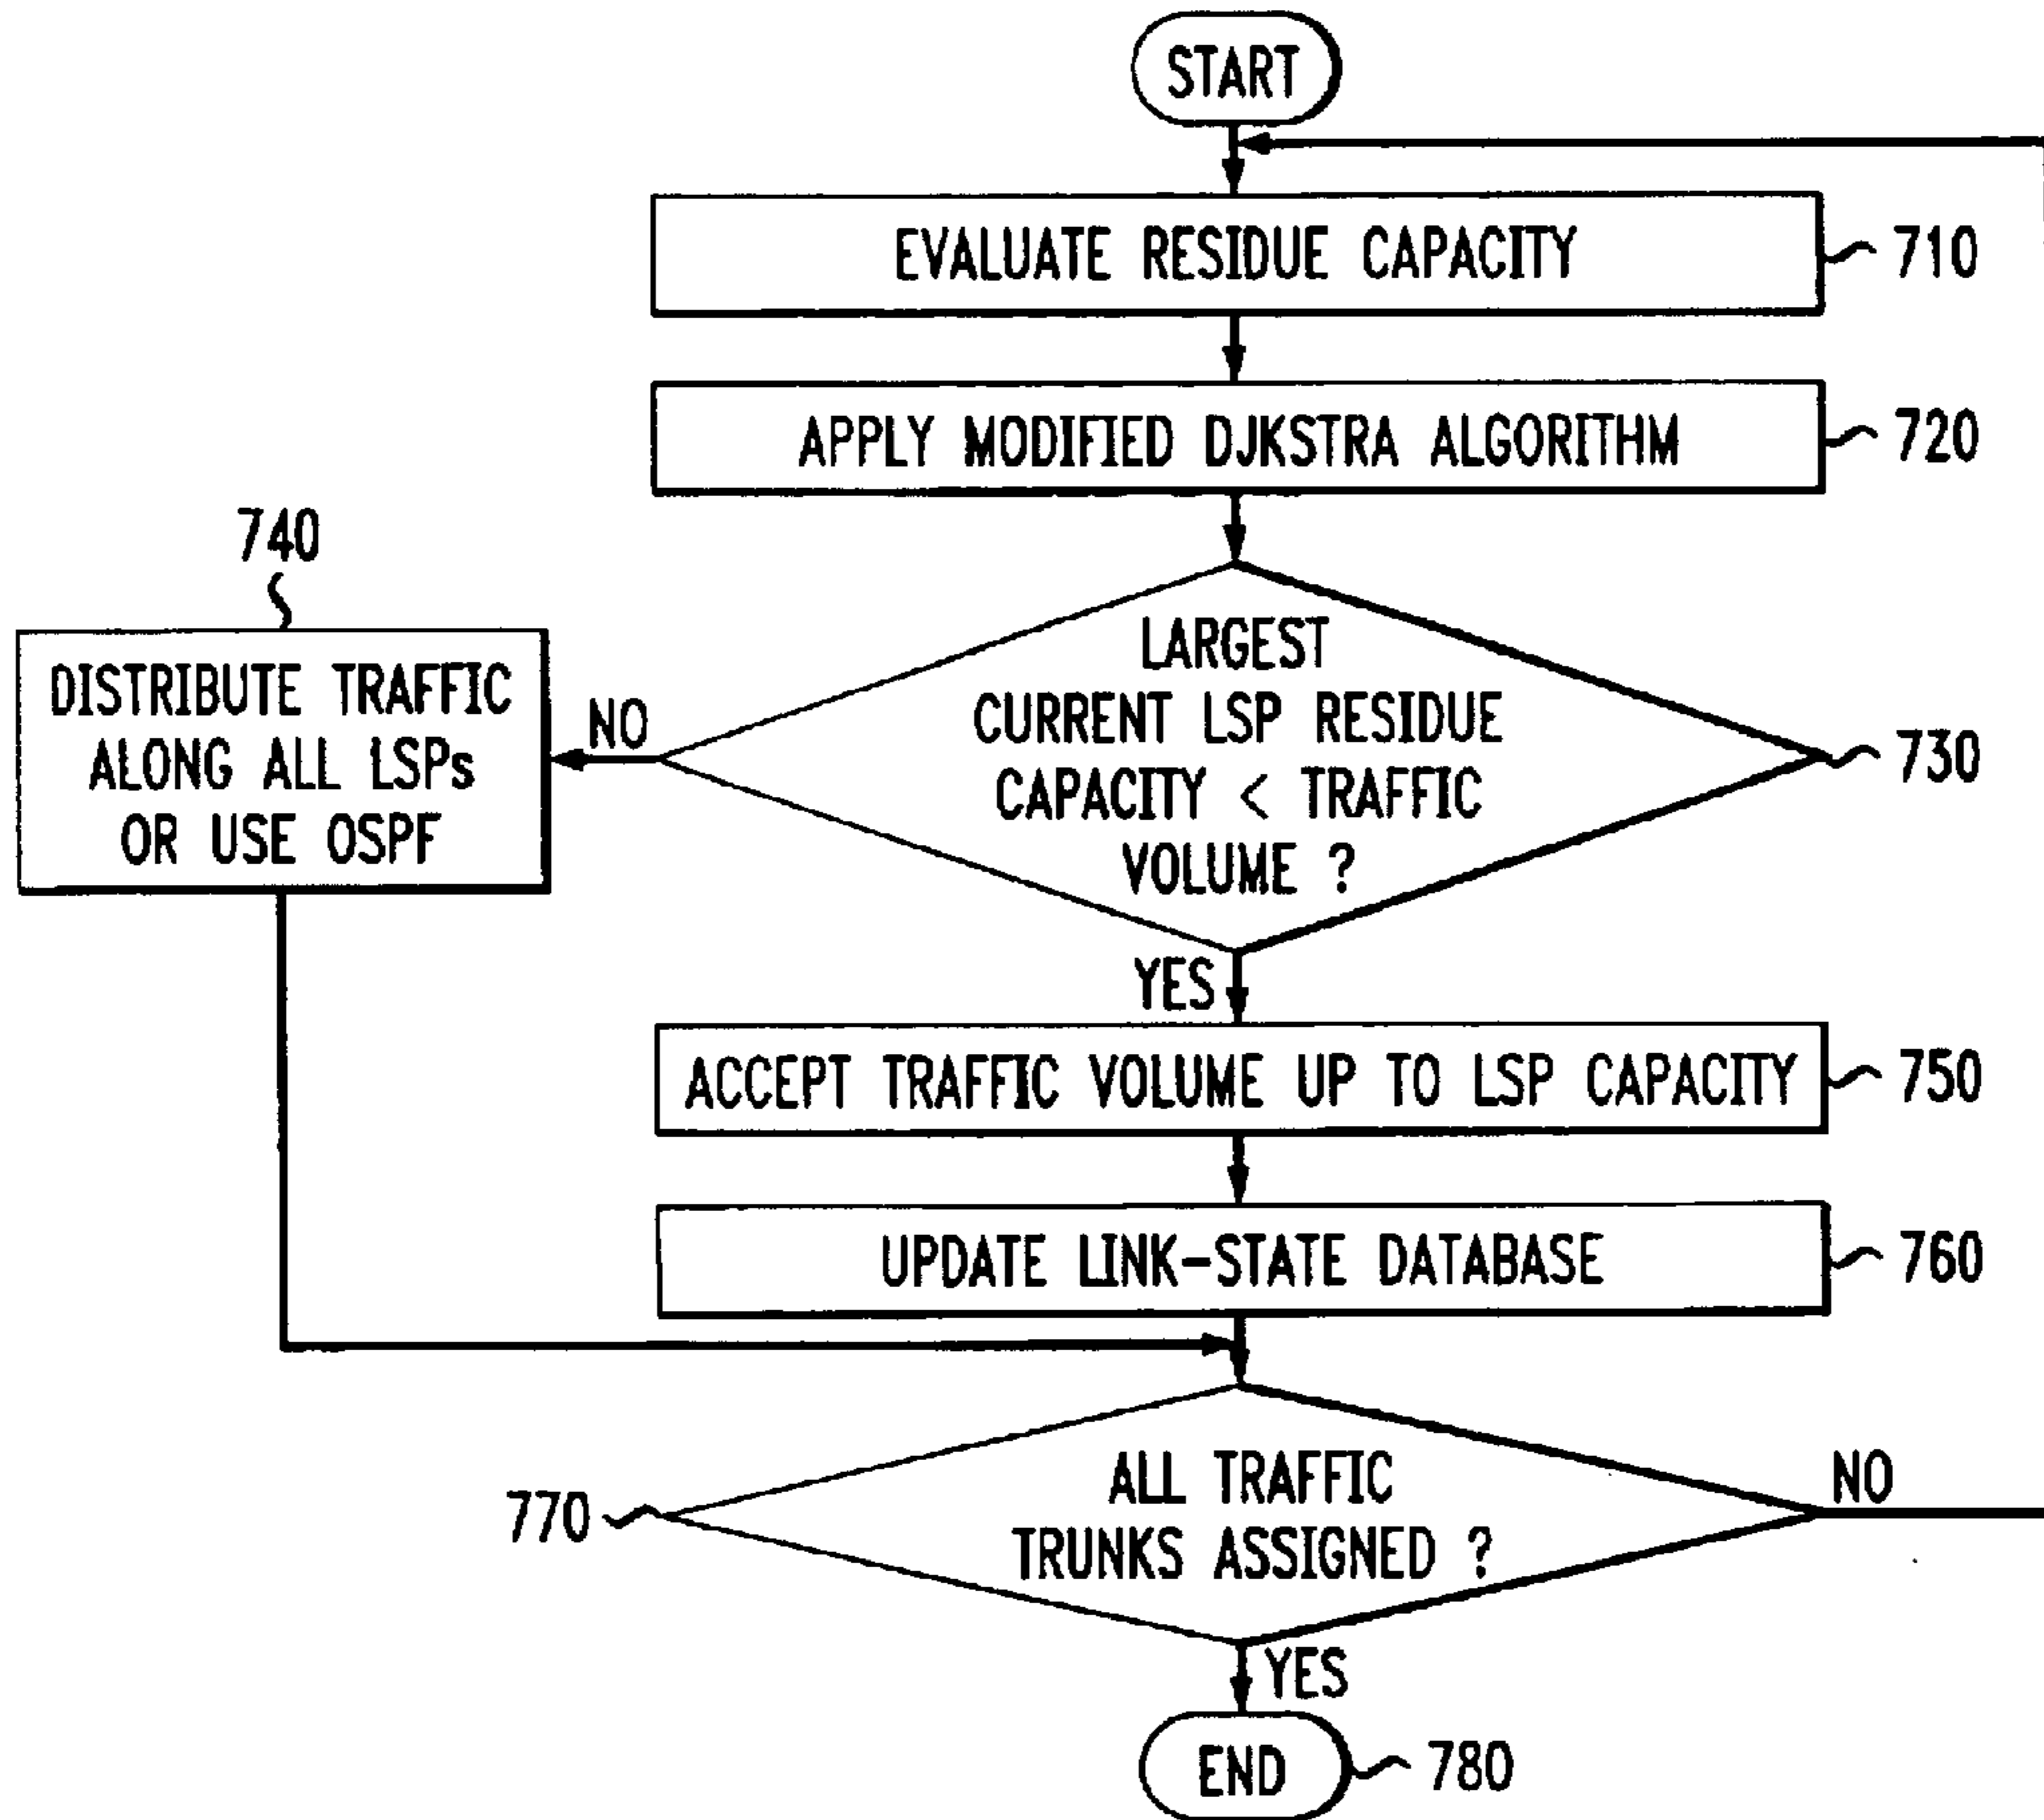 START
EVALUATE RESIDUE CAPACITY
710
APPLY MODIFIED DJKSTRA ALGORITHM
720
740
DISTRIBUTE TRAFFIC
ALONG ALL LSPs
OR USE OSPF
NO
LARGEST
CURRENT LSP RESIDUE
CAPACITY < TRAFFIC
VOLUME ?
730
YES
ACCEPT TRAFFIC VOLUME UP TO LSP CAPACITY
750
UPDATE LINK-STATE DATABASE
760
770
ALL TRAFFIC
TRUNKS ASSIGNED ?
NO
YES
END
780